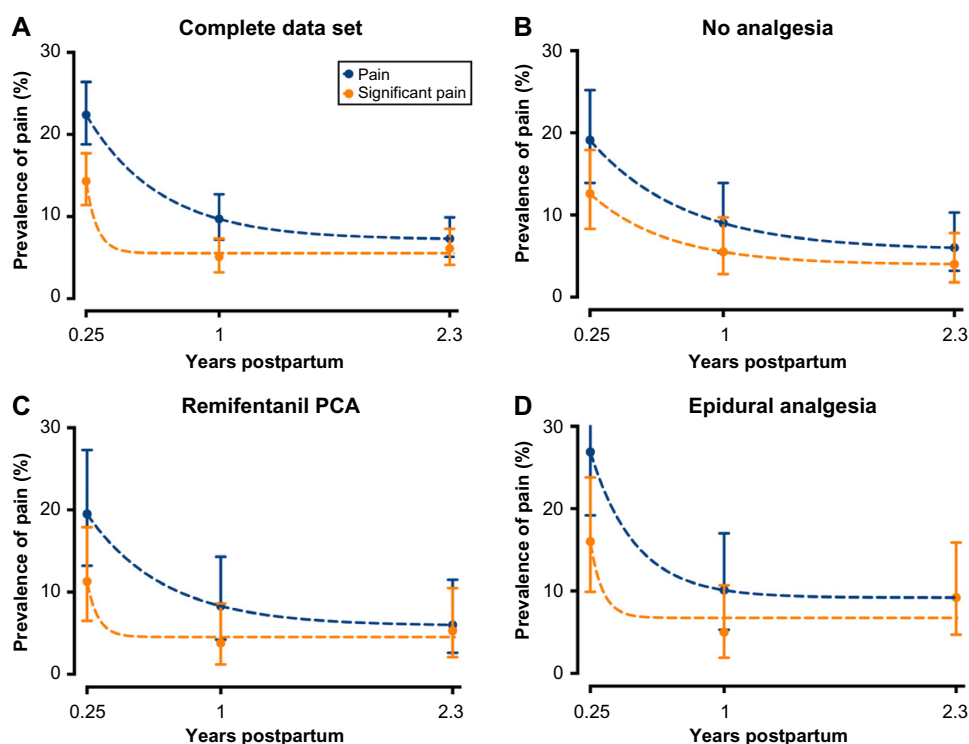 A
Complete data set
Prevalence of pain (%)
30
20
10
0
0.25
1
2.3
Years postpartum
Pain
Significant pain
B
No analgesia
Prevalence of pain (%)
30
20
10
0
0.25
1
2.3
Years postpartum
C
Remifentanil PCA
Prevalence of pain (%)
30
20
10
0
0.25
1
2.3
Years postpartum
D
Epidural analgesia
Prevalence of pain (%)
30
20
10
0
0.25
1
2.3
Years postpartum